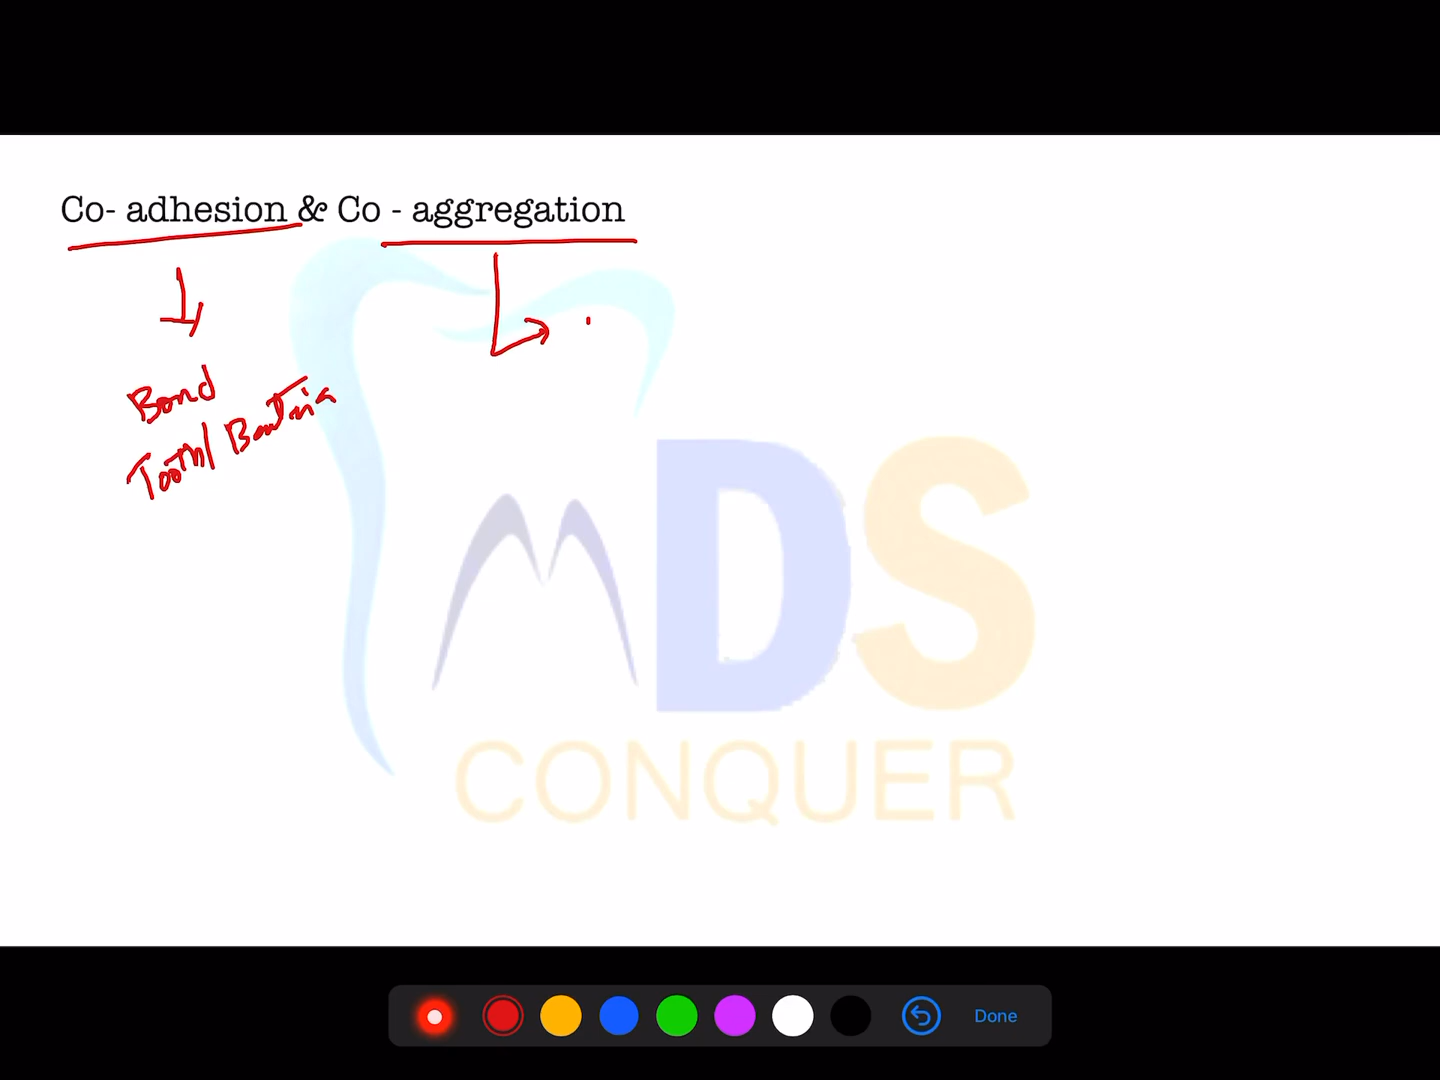 Co- adhesion & Co - aggregation
Bond
Tooth/ Bacteria
MDS
CONQUER
Done